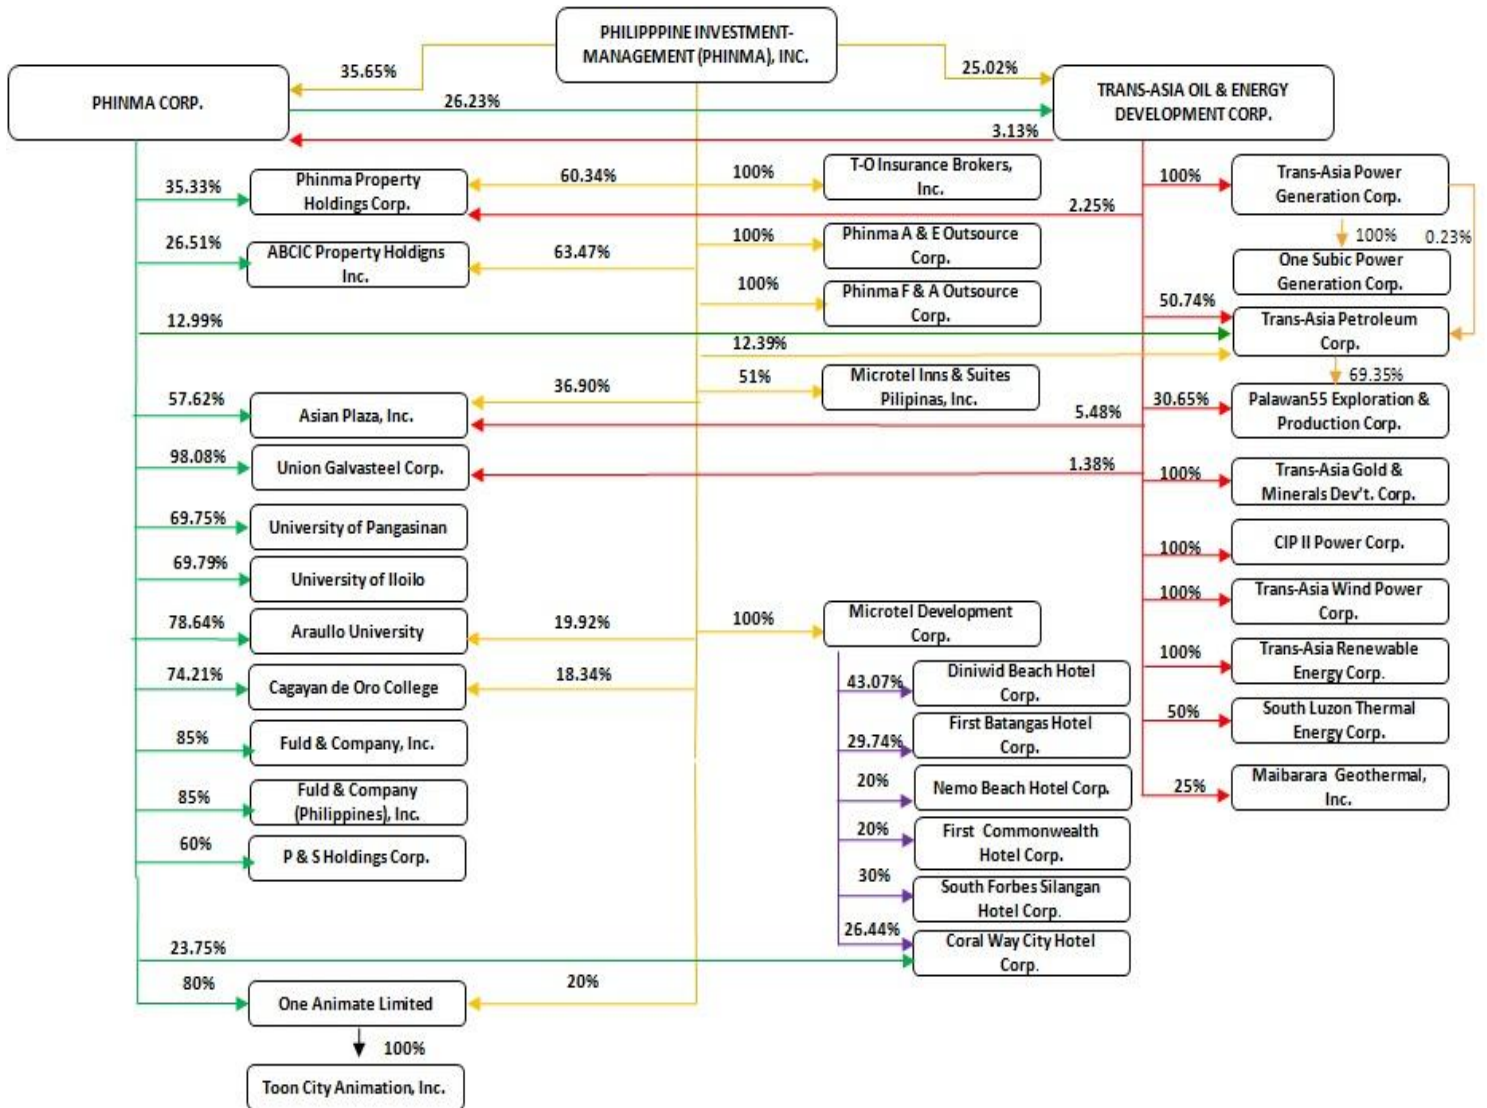 PHILIPPPINE INVESTMENT-
MANAGEMENT (PHINMA), INC.
35.65%
25.02%
PHINMA CORP.
26.23%
TRANS-ASIA OIL & ENERGY
DEVELOPMENT CORP.
3.13%
35.33%
Phinma Property
Holdings Corp.
60.34%
100%
T-O Insurance Brokers,
Inc.
100%
Trans-Asia Power
Generation Corp.
2.25%
26.51%
ABCIC Property Holdigns
Inc.
63.47%
100%
Phinma A & E Outsource
Corp.
100%
0.23%
One Subic Power
Generation Corp.
100%
Phinma F & A Outsource
Corp.
50.74%
Trans-Asia Petroleum
Corp.
12.99%
12.39%
69.35%
57.62%
Asian Plaza, Inc.
36.90%
51%
Microtel Inns & Suites
Pilipinas, Inc.
5.48%
30.65%
Palawan55 Exploration &
Production Corp.
98.08%
Union Galvasteel Corp.
1.38%
100%
Trans-Asia Gold &
Minerals Dev't. Corp.
69.75%
University of Pangasinan
100%
CIP II Power Corp.
69.79%
University of Iloilo
100%
Trans-Asia Wind Power
Corp.
78.64%
Araullo University
19.92%
100%
Microtel Development
Corp.
100%
Trans-Asia Renewable
Energy Corp.
74.21%
Cagayan de Oro College
18.34%
43.07%
Diniwid Beach Hotel
Corp.
50%
South Luzon Thermal
Energy Corp.
85%
Fuld & Company, Inc.
29.74%
First Batangas Hotel
Corp.
25%
Maibarara Geothermal,
Inc.
85%
Fuld & Company
(Philippines), Inc.
20%
Nemo Beach Hotel Corp.
60%
P & S Holdings Corp.
20%
First Commonwealth
Hotel Corp.
30%
South Forbes Silangan
Hotel Corp.
23.75%
26.44%
Coral Way City Hotel
Corp.
80%
One Animate Limited
20%
100%
Toon City Animation, Inc.